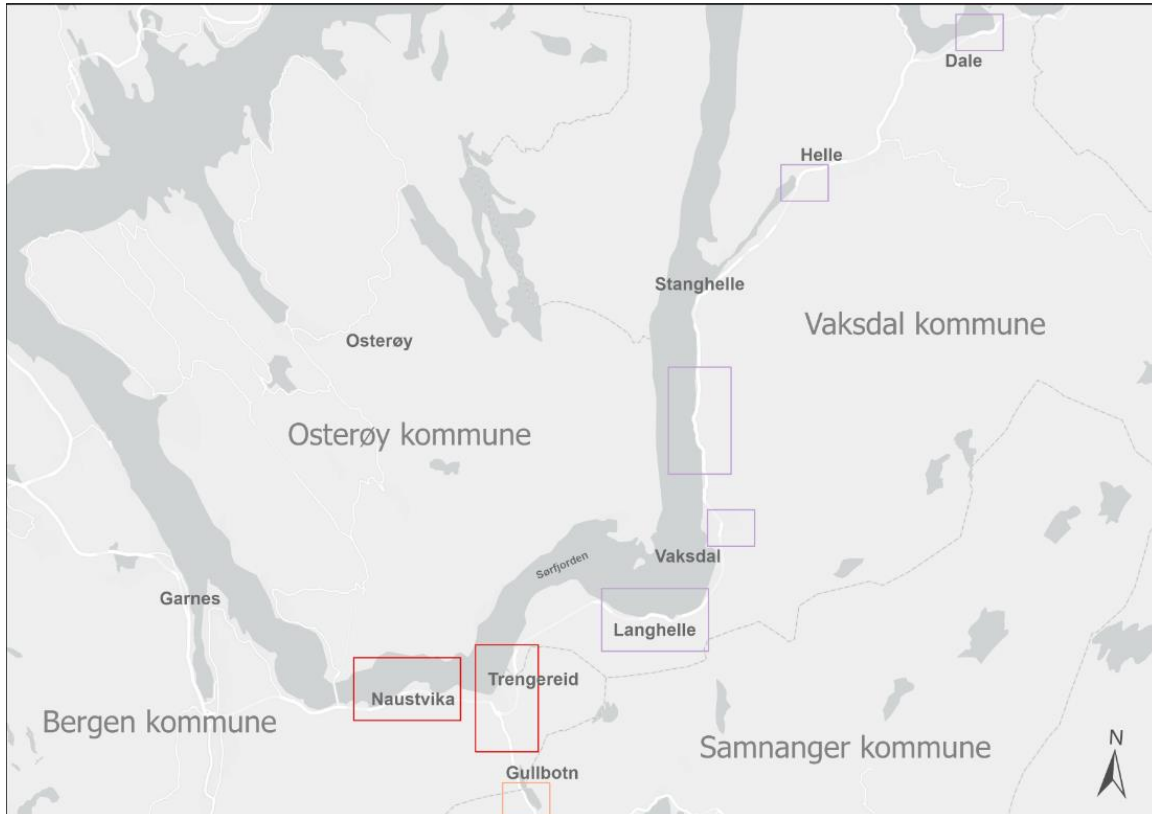 Dale
Helle
Stanghelle
Vaksdal kommune
Osterøy
Osterøy kommune
Vaksdal
Sørfjorden
Garnes
Langhelle
Trengereid
Naustvika
Bergen kommune
Samnanger kommune
N
Gullbotn